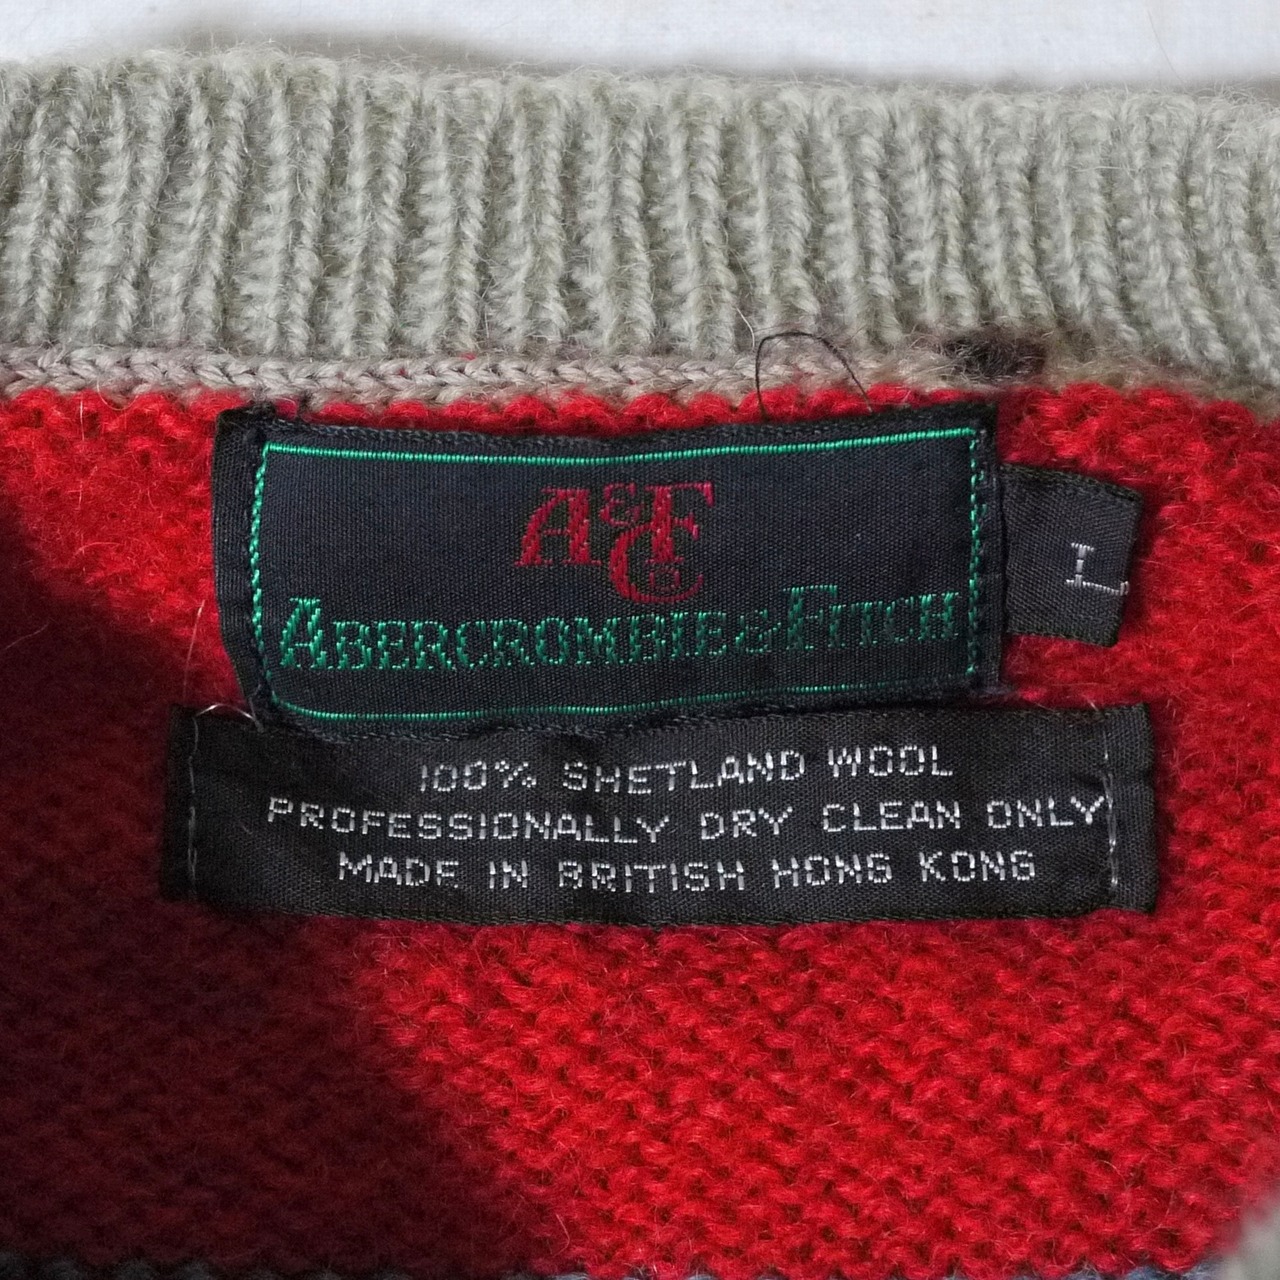 A&F
Co
ABERCROMBIE & FITCH
L
100% SHETLAND WOOL
PROFESSIONALLY DRY CLEAN ONLY
MADE IN BRITISH HONG KONG